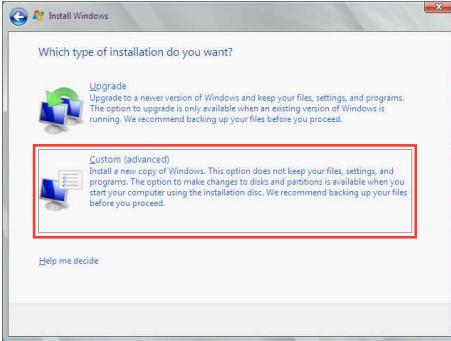 Install Windows
Which type of installation do you want?
Upgrade
Upgrade to a newer version of Windows and keep your files, settings, and programs.
The option to upgrade is only available when an existing version of Windows is
running. We recommend backing up your files before you proceed.
Custom (advanced)
Install a new copy of Windows. This option does not keep your files, settings, and
programs. The option to make changes to disks and partitions is available when you
start your computer using the installation disc. We recommend backing up your files
before you proceed.
Help me decide